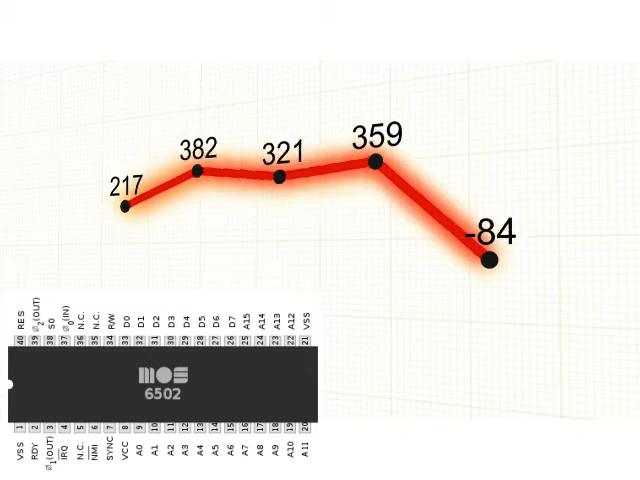 217
382
321
359
-84
40 39 38 37 36 35 34 33 32 31 30 29 28 27 26 25 24 23 22 21
RES Ø2(OUT) S0 Ø0(IN) N.C. N.C. R/W D0 D1 D2 D3 D4 D5 D6 D7 A15 A14 A13 A12 VSS
mos
6502
1 2 3 4 5 6 7 8 9 10 11 12 13 14 15 16 17 18 19 20
VSS RDY Ø1(OUT) IRQ N.C. NMI SYNC VCC A0 A1 A2 A3 A4 A5 A6 A7 A8 A9 A10 A11